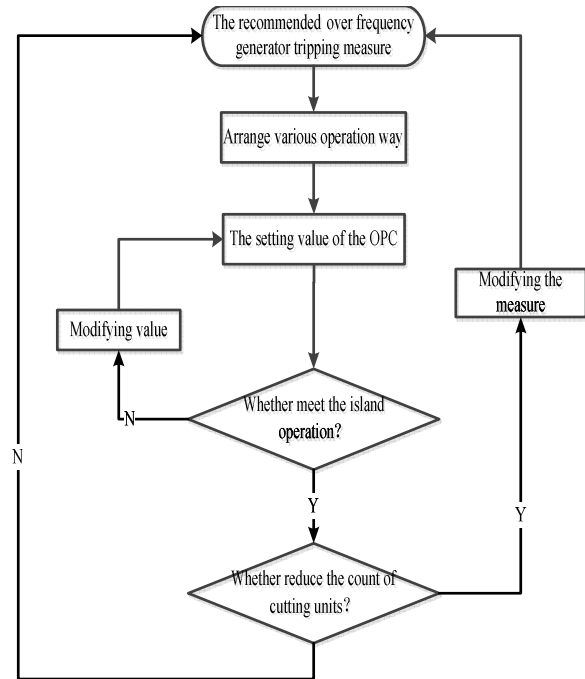 The recommended over frequency
generator tripping measure
Arrange various operation way
The setting value of the OPC
Modifying the
measure
Modifying value
Whether meet the island
operation?
N
N
Y
Y
Whether reduce the count of
cutting units?